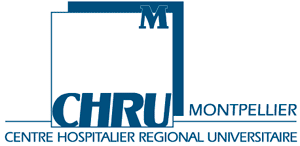 M
CHRU MONTPELLIER
CENTRE HOSPITALIER REGIONAL UNIVERSITAIRE